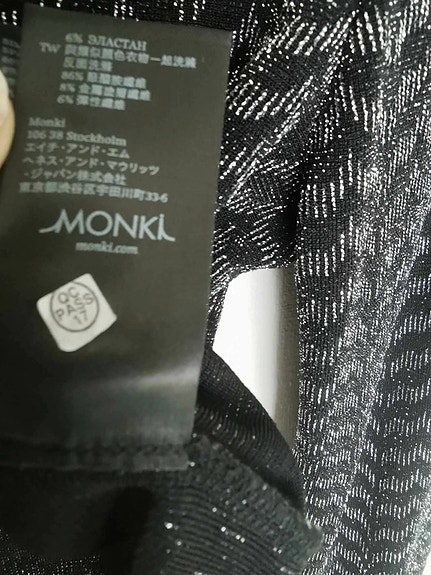 6% ЭЛАСТАН
TW 與類似顏色衣物一起洗滌
反面洗滌
86% 聚醯胺纖維
8% 金屬塗層纖維
6% 彈性纖維
Monki
106 38 Stockholm
エイチ・アンド・エム
ヘネス・アンド・マウリッツ
・ジャパン株式会社
東京都渋谷区宇田川町33-6
MONKI
monki.com
QC
PASS
17